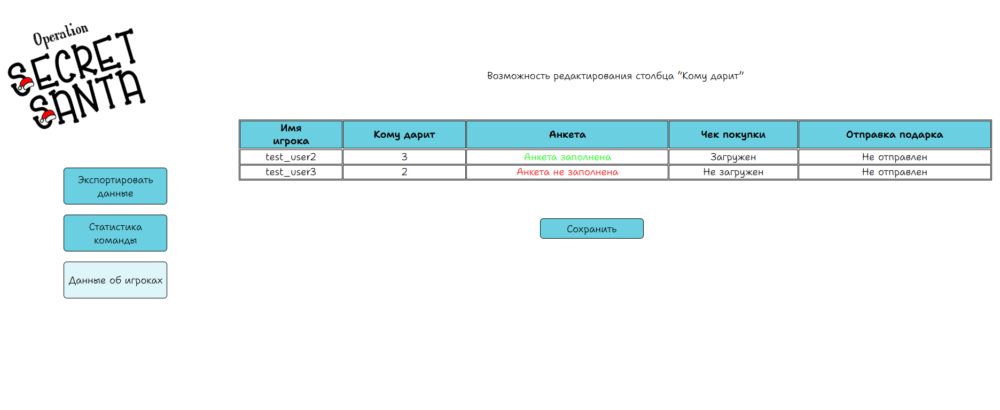 Operation
SECRET
SANTA
Возможность редактирования столбца "Кому дарит"
Имя
игрока
Кому дарит
Анкета
Чек покупки
Отправка подарка
test_user2
3
Анкета заполнена
Загружен
Не отправлен
test_user3
2
Анкета не заполнена
Не загружен
Не отправлен
Экспортировать
данные
Статистика
команды
Данные об игроках
Сохранить